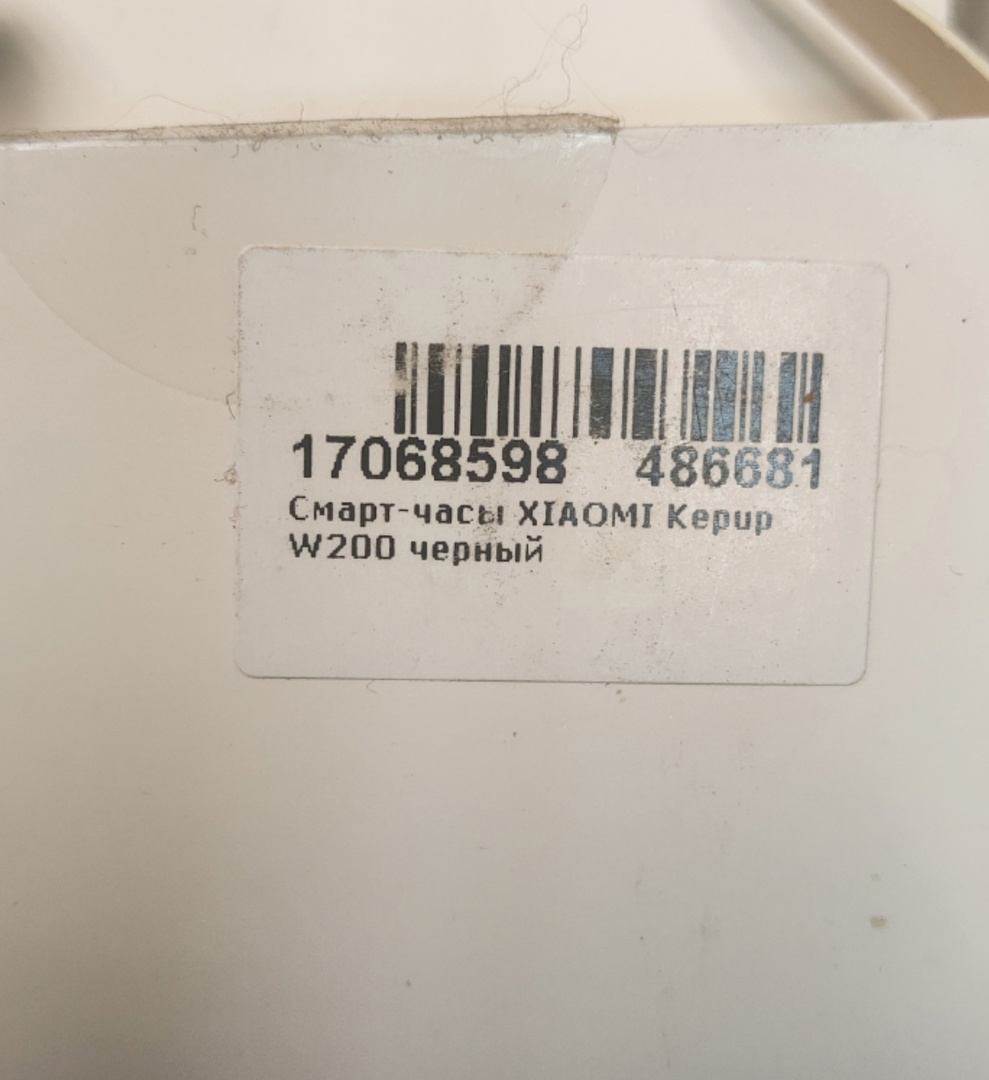 17068598 486681
Смарт-часы XIAOMI Kepup
W200 черный